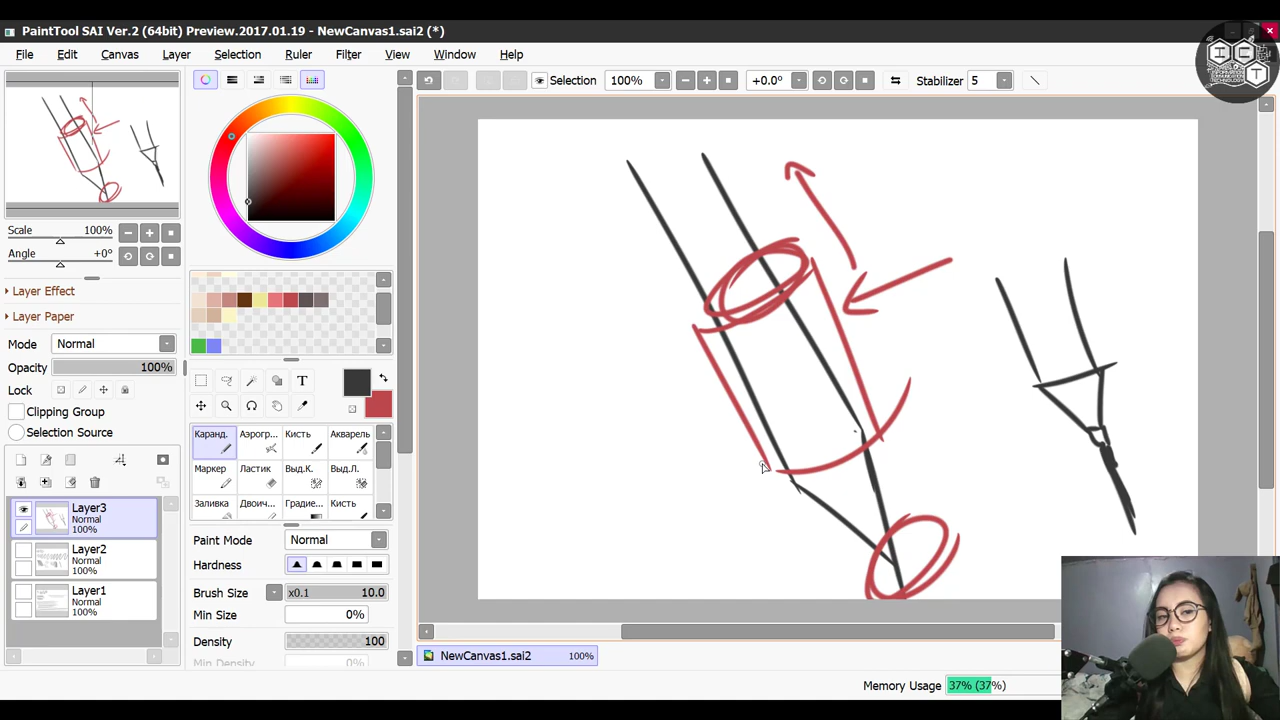 PaintTool SAI Ver.2 (64bit) Preview.2017.01.19 - NewCanvas1.sai2 (*)
File Edit Canvas Layer Selection Ruler Filter View Window Help
Selection 100% +0.0° Stabilizer 5
ICT
Scale 100%
Angle +0°
Layer Effect
Layer Paper
Mode Normal
Opacity 100%
Lock
Clipping Group
Selection Source
Layer3
Normal
100%
Layer2
Normal
100%
Layer1
Normal
100%
T
Каранд. Аэрогр... Кисть Акварель
Маркер Ластик Выд.К. Выд.Л.
Заливка Двоич... Градие... Кисть
Paint Mode Normal
Hardness
Brush Size x0.1 10.0
Min Size 0%
Density 100
Min Density 0%
NewCanvas1.sai2 100%
Memory Usage 37% (37%)